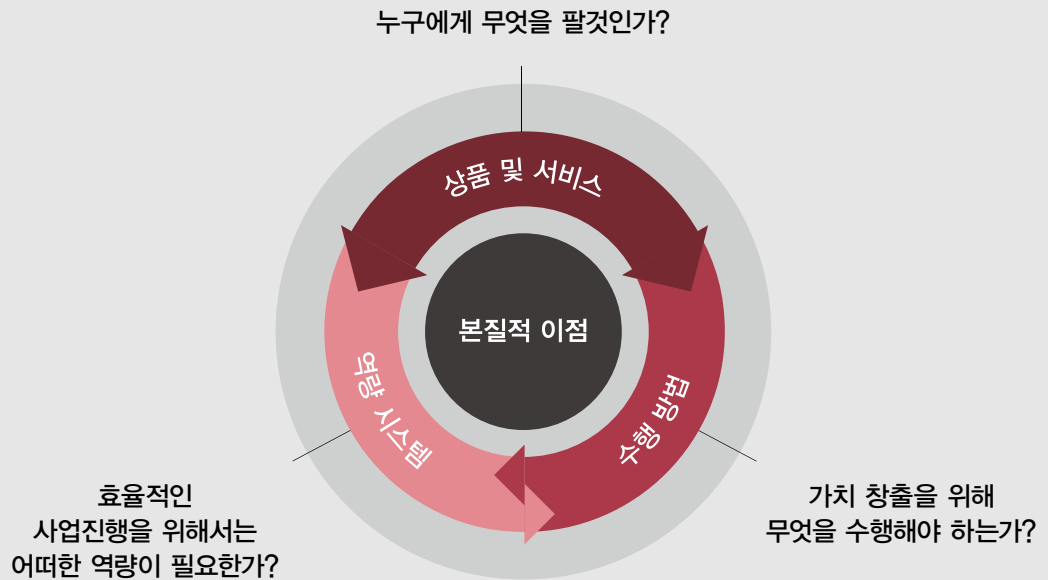 누구에게 무엇을 팔것인가?
상품 및 서비스
본질적 이점
역량 시스템
수행 방법
효율적인
사업진행을 위해서는
어떠한 역량이 필요한가?
가치 창출을 위해
무엇을 수행해야 하는가?